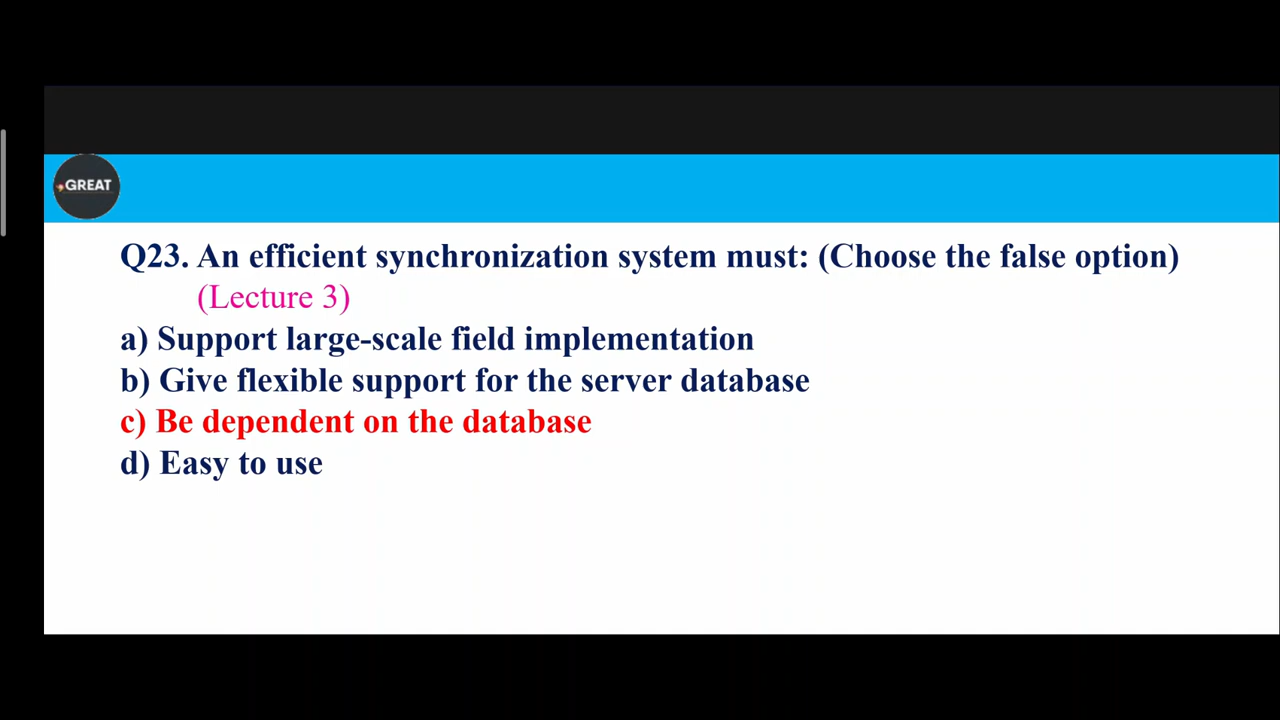 GREAT
Q23. An efficient synchronization system must: (Choose the false option)
(Lecture 3)
a) Support large-scale field implementation
b) Give flexible support for the server database
c) Be dependent on the database
d) Easy to use